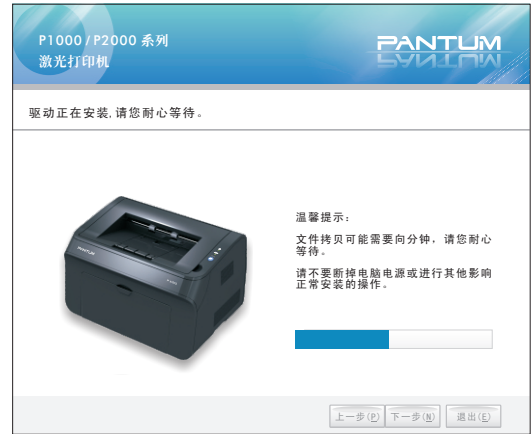 P1000/P2000 系列
激光打印机
PANTUM
驱动正在安装,请您耐心等待。
PANTUM
温馨提示:
文件拷贝可能需要向分钟，请您耐心
等待。
请不要断掉电脑电源或进行其他影响
正常安装的操作。
上一步(P)
下一步(N)
退出(E)